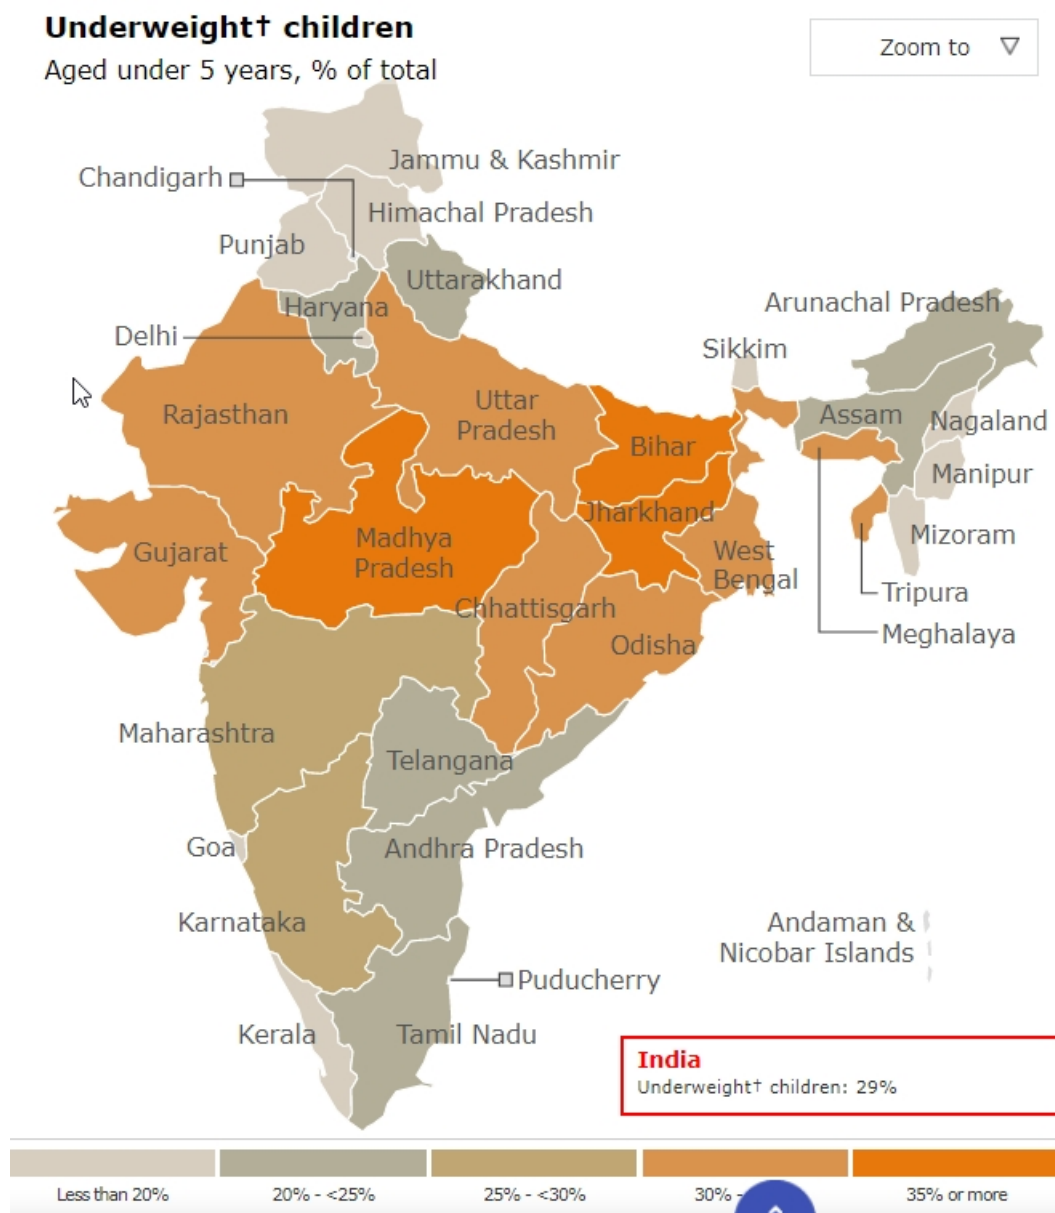 Underweight† children
Aged under 5 years, % of total
Zoom to
Jammu & Kashmir
Chandigarh
Himachal Pradesh
Punjab
Uttarakhand
Haryana
Arunachal Pradesh
Delhi
Sikkim
Rajasthan
Uttar
Pradesh
Assam
Nagaland
Bihar
Manipur
Jharkhand
Madhya
Pradesh
Gujarat
West
Bengal
Mizoram
Chhattisgarh
Tripura
Odisha
Meghalaya
Maharashtra
Telangana
Goa
Andhra Pradesh
Karnataka
Andaman &
Nicobar Islands
Puducherry
Kerala
Tamil Nadu
India
Underweight† children: 29%
Less than 20%
20% - <25%
25% - <30%
30% -
35% or more